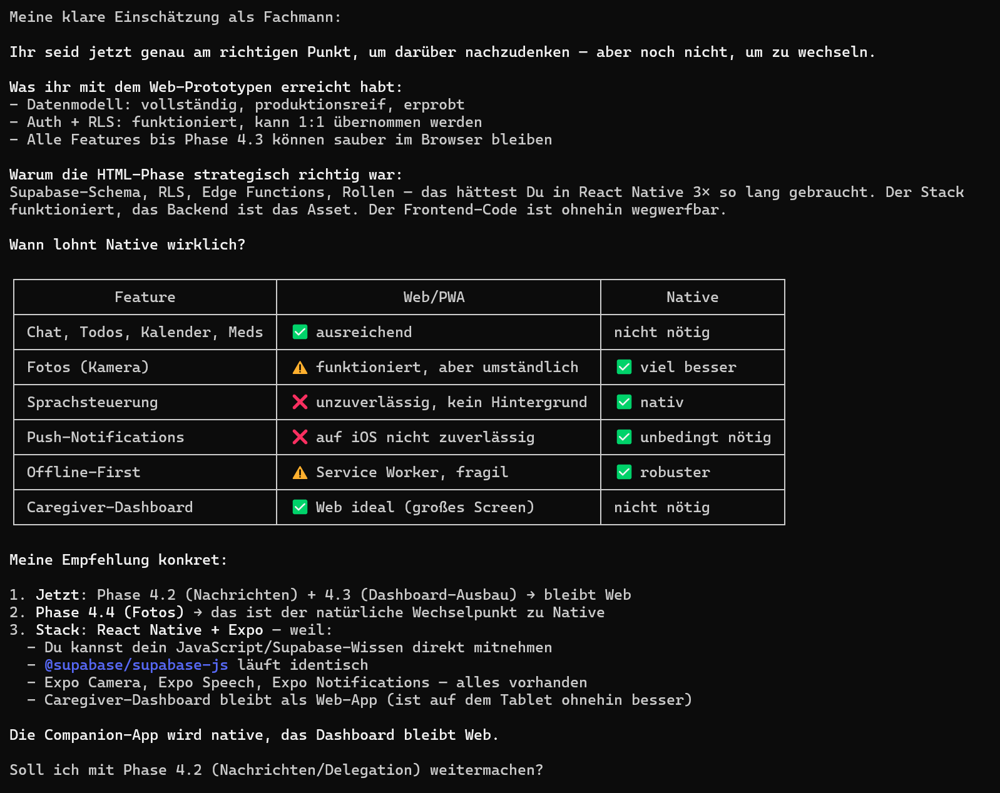 Meine klare Einschätzung als Fachmann:
Ihr seid jetzt genau am richtigen Punkt, um darüber nachzudenken — aber noch nicht, um zu wechseln.
Was ihr mit dem Web-Prototypen erreicht habt:
- Datenmodell: vollständig, produktionsreif, erprobt
- Auth + RLS: funktioniert, kann 1:1 übernommen werden
- Alle Features bis Phase 4.3 können sauber im Browser bleiben
Warum die HTML-Phase strategisch richtig war:
Supabase-Schema, RLS, Edge Functions, Rollen — das hättest Du in React Native 3× so lang gebraucht. Der Stack
funktioniert, das Backend ist das Asset. Der Frontend-Code ist ohnehin wegwerfbar.
Wann lohnt Native wirklich?
Feature Web/PWA Native
Chat, Todos, Kalender, Meds ✅ ausreichend nicht nötig
Fotos (Kamera) ⚠️ funktioniert, aber umständlich ✅ viel besser
Sprachsteuerung ❌ unzuverlässig, kein Hintergrund ✅ nativ
Push-Notifications ❌ auf iOS nicht zuverlässig ✅ unbedingt nötig
Offline-First ⚠️ Service Worker, fragil ✅ robuster
Caregiver-Dashboard ✅ Web ideal (großes Screen) nicht nötig
Meine Empfehlung konkret:
1. Jetzt: Phase 4.2 (Nachrichten) + 4.3 (Dashboard-Ausbau) → bleibt Web
2. Phase 4.4 (Fotos) → das ist der natürliche Wechselpunkt zu Native
3. Stack: React Native + Expo — weil:
- Du kannst dein JavaScript/Supabase-Wissen direkt mitnehmen
- @supabase/supabase-js läuft identisch
- Expo Camera, Expo Speech, Expo Notifications — alles vorhanden
- Caregiver-Dashboard bleibt als Web-App (ist auf dem Tablet ohnehin besser)
Die Companion-App wird native, das Dashboard bleibt Web.
Soll ich mit Phase 4.2 (Nachrichten/Delegation) weitermachen?